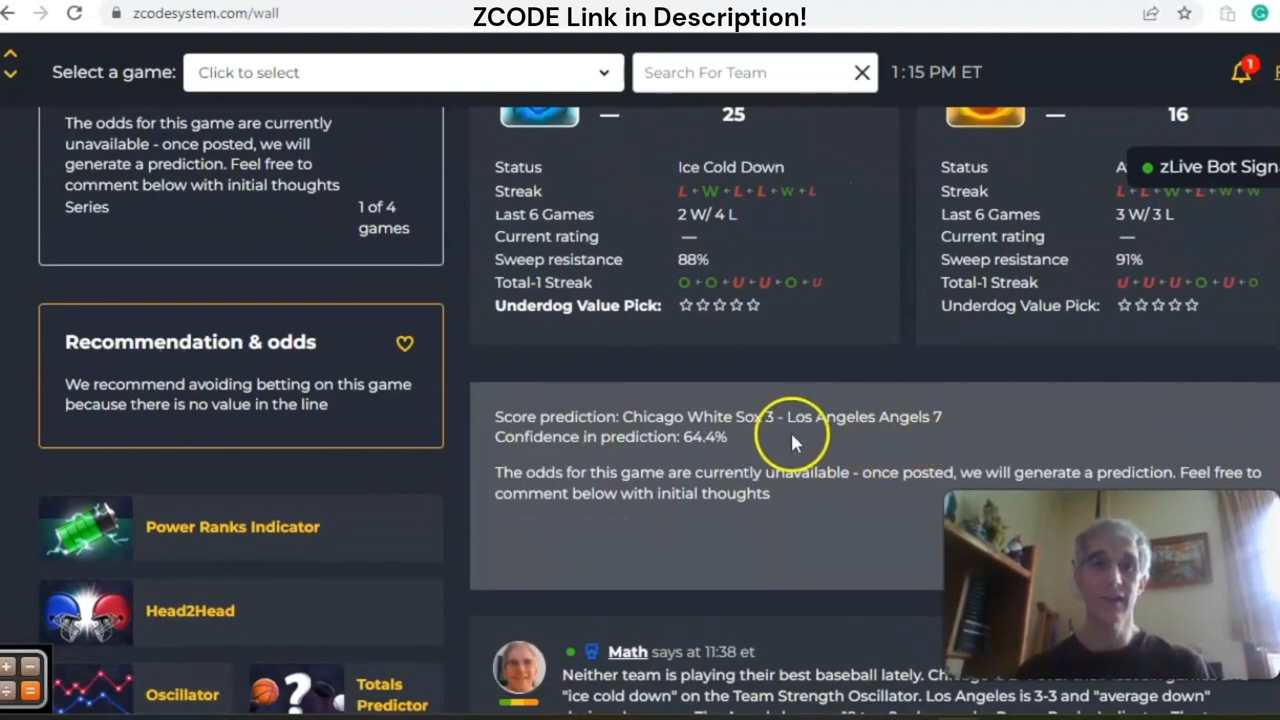 zcodesystem.com/wall
ZCODE Link in Description!
Select a game:
Click to select
Search For Team
1:15 PM ET
1
The odds for this game are currently
unavailable - once posted, we will
generate a prediction. Feel free to
comment below with initial thoughts
Series
1 of 4
games
Recommendation & odds
We recommend avoiding betting on this game
because there is no value in the line
Power Ranks Indicator
Head2Head
Oscillator
Totals
Predictor
— 25
Status Ice Cold Down
Streak L + W + L + L + W + L
Last 6 Games 2 W/ 4 L
Current rating —
Sweep resistance 88%
Total-1 Streak O + O + U + U + O + U
Underdog Value Pick:
— 16
zLive Bot Sign
Status A
Streak L + L + W + L + W + W
Last 6 Games 3 W/ 3 L
Current rating —
Sweep resistance 91%
Total-1 Streak U + U + U + O + U + O
Underdog Value Pick:
Score prediction: Chicago White Sox 3 - Los Angeles Angels 7
Confidence in prediction: 64.4%
The odds for this game are currently unavailable - once posted, we will generate a prediction. Feel free to
comment below with initial thoughts
Math says at 11:38 et
Neither team is playing their best baseball lately.
"ice cold down" on the Team Strength Oscillator. Los Angeles is 3-3 and "average down"